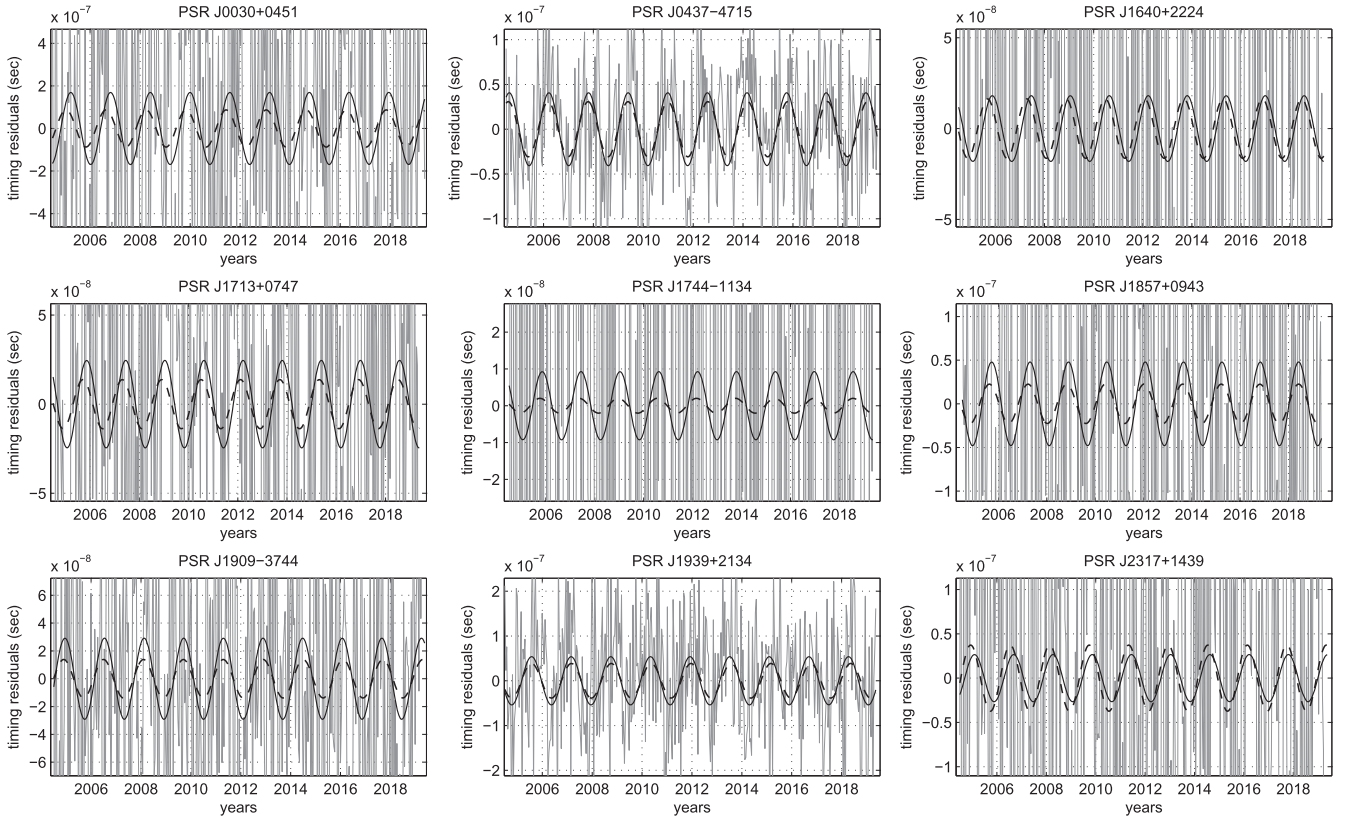 x 10⁻⁷ PSR J0030+0451
timing residuals (sec)
4
2
0
−2
−4
2006 2008 2010 2012 2014 2016 2018
years
x 10⁻⁷ PSR J0437−4715
timing residuals (sec)
1
0.5
0
−0.5
−1
2006 2008 2010 2012 2014 2016 2018
years
x 10⁻⁸ PSR J1640+2224
timing residuals (sec)
5
0
−5
2006 2008 2010 2012 2014 2016 2018
years
x 10⁻⁸ PSR J1713+0747
timing residuals (sec)
5
0
−5
2006 2008 2010 2012 2014 2016 2018
years
x 10⁻⁸ PSR J1744−1134
timing residuals (sec)
2
1
0
−1
−2
2006 2008 2010 2012 2014 2016 2018
years
x 10⁻⁷ PSR J1857+0943
timing residuals (sec)
1
0.5
0
−0.5
−1
2006 2008 2010 2012 2014 2016 2018
years
x 10⁻⁸ PSR J1909−3744
timing residuals (sec)
6
4
2
0
−2
−4
−6
2006 2008 2010 2012 2014 2016 2018
years
x 10⁻⁷ PSR J1939+2134
timing residuals (sec)
2
1
0
−1
−2
2006 2008 2010 2012 2014 2016 2018
years
x 10⁻⁷ PSR J2317+1439
timing residuals (sec)
1
0.5
0
−0.5
−1
2006 2008 2010 2012 2014 2016 2018
years